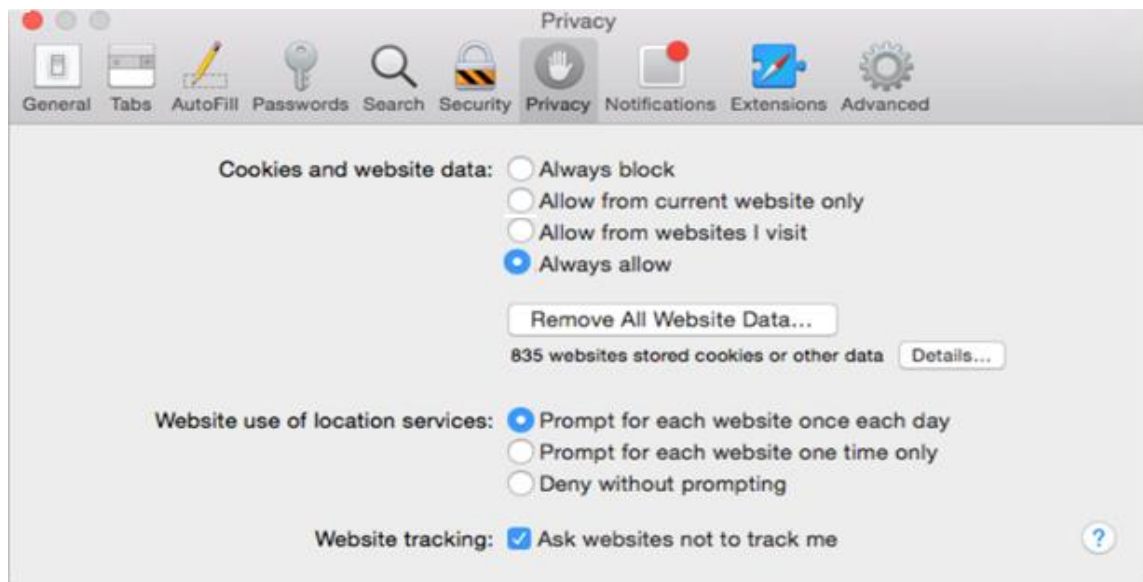 Privacy
General Tabs AutoFill Passwords Search Security Privacy Notifications Extensions Advanced
Cookies and website data: Always block
Allow from current website only
Allow from websites I visit
Always allow
Remove All Website Data...
835 websites stored cookies or other data Details...
Website use of location services: Prompt for each website once each day
Prompt for each website one time only
Deny without prompting
Website tracking: Ask websites not to track me ?